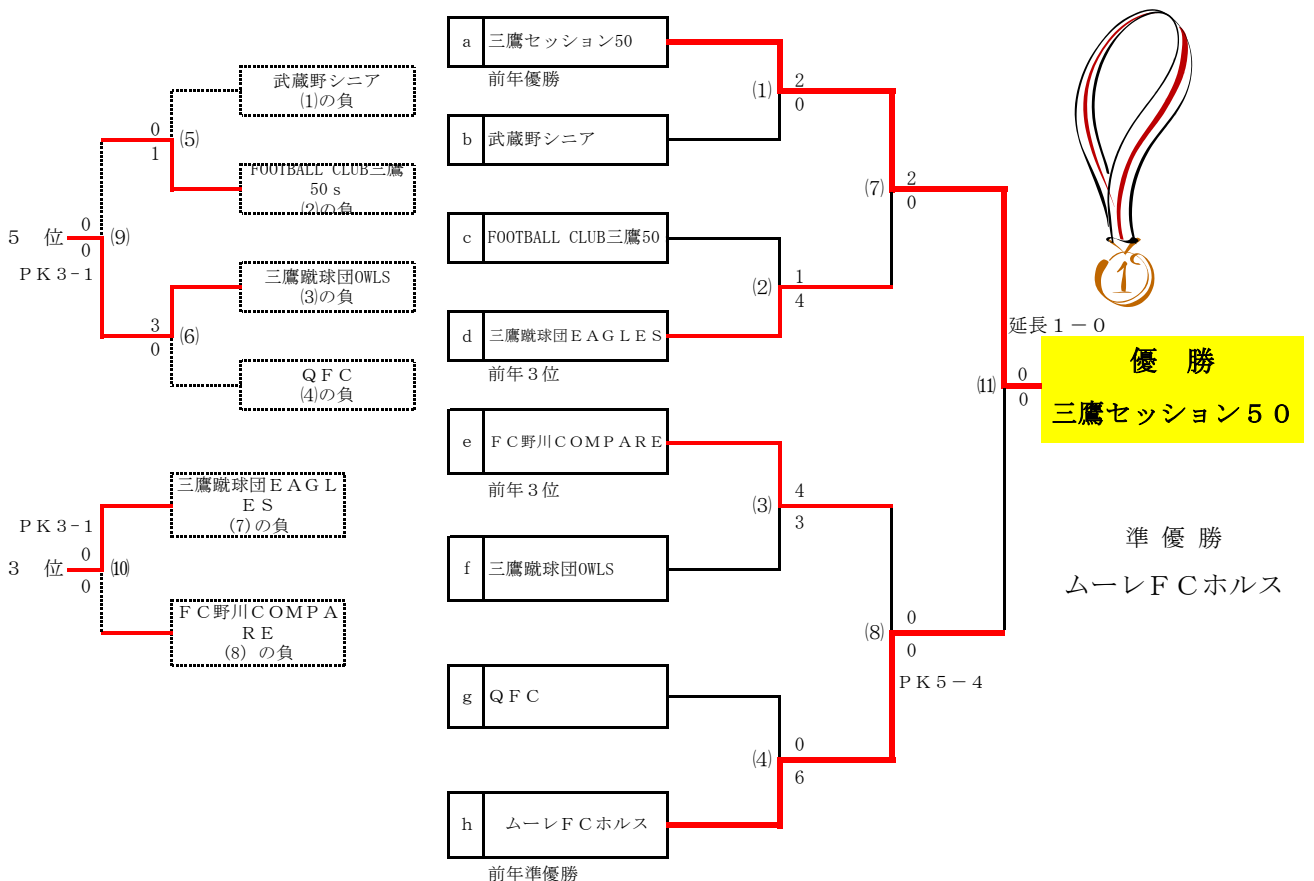 a 三鷹セッション50
前年優勝
b 武蔵野シニア
c FOOTBALL CLUB三鷹50
d 三鷹蹴球団ＥＡＧＬＥＳ
前年３位
e ＦＣ野川ＣＯＭＰＡＲＥ
前年３位
f 三鷹蹴球団OWLS
g ＱＦＣ
h ムーレＦＣホルス
前年準優勝
⑴
2
0
⑵
1
4
⑶
4
3
⑷
0
6
⑺
2
0
⑻
0
0
ＰＫ５－４
延長１－０
⑾
0
0
1
優　勝
三鷹セッション５０
準 優 勝
ムーレＦＣホルス
武蔵野シニア
⑴の負
FOOTBALL CLUB三鷹
50ｓ
⑵の負
0
1
⑸
三鷹蹴球団OWLS
⑶の負
ＱＦＣ
⑷の負
3
0
⑹
５　位
0
0
⑼
ＰＫ３-１
三鷹蹴球団ＥＡＧＬ
ＥＳ
⑺の負
ＦＣ野川ＣＯＭＰＡ
ＲＥ
⑻ の負
ＰＫ３-１
３　位
0
0
⑽